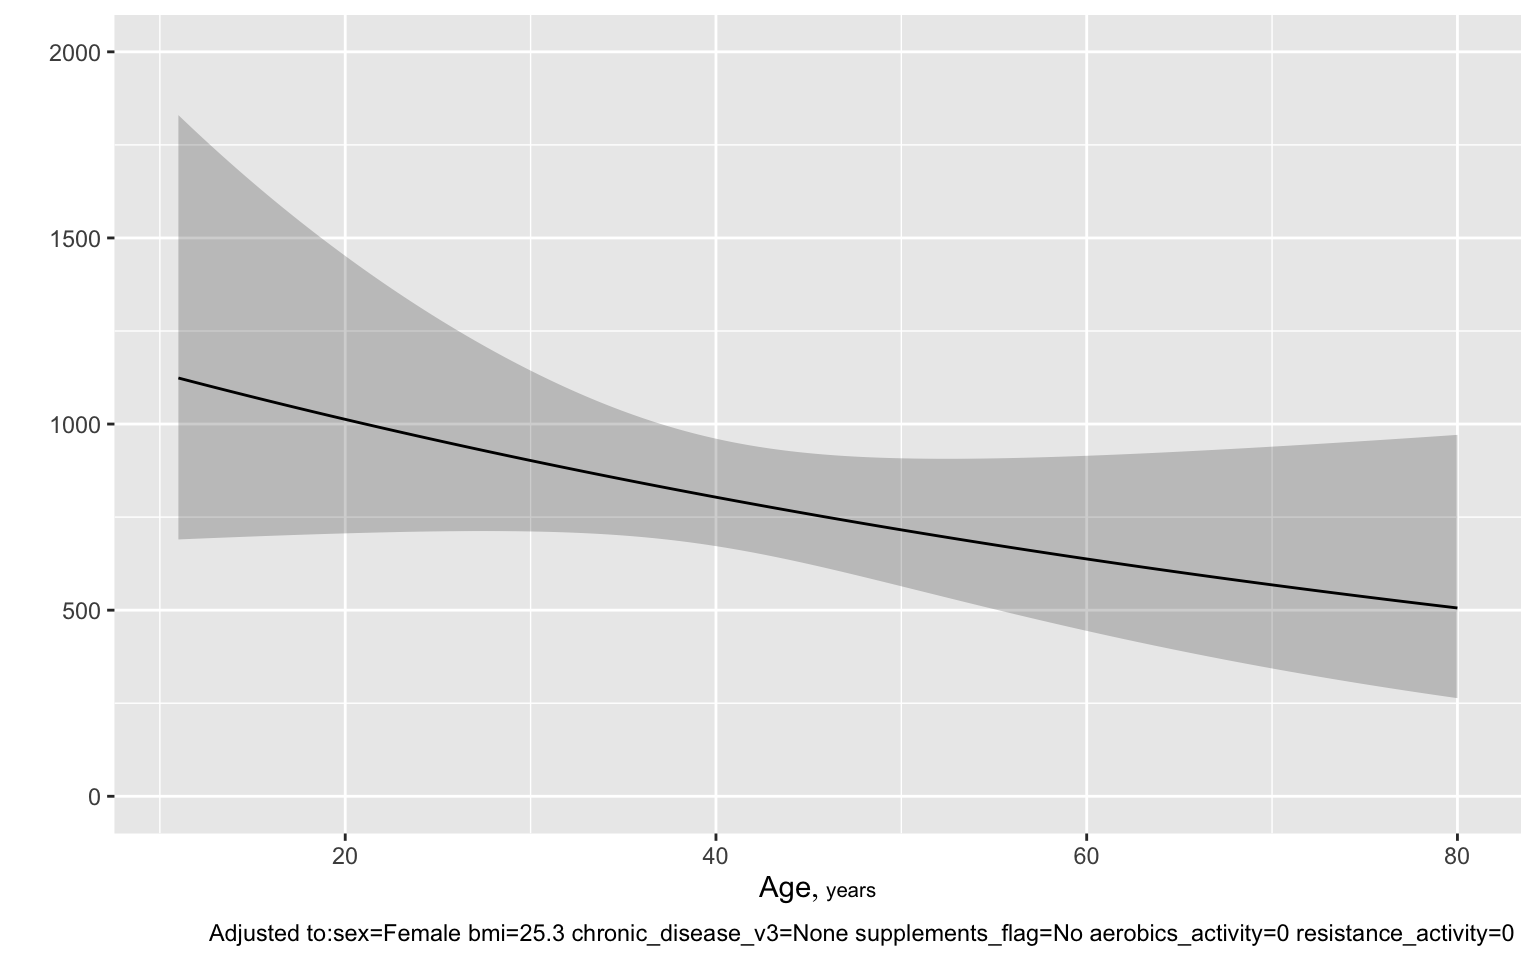 2000
1500
1000
500
0
20 40 60 80
Age, years
Adjusted to:sex=Female bmi=25.3 chronic_disease_v3=None supplements_flag=No aerobics_activity=0 resistance_activity=0